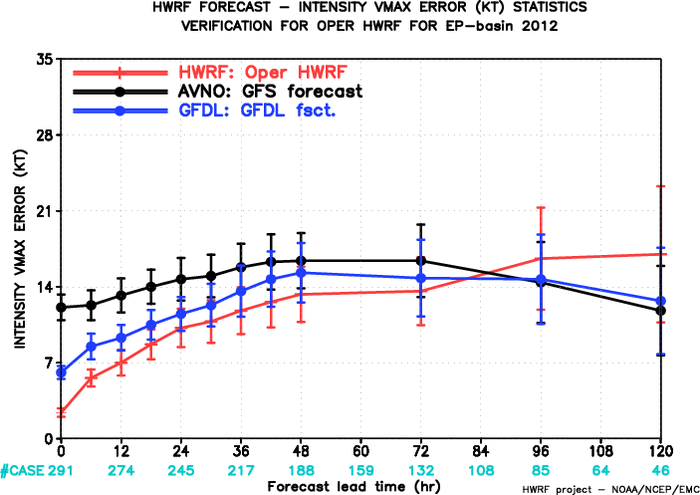 HWRF FORECAST – INTENSITY VMAX ERROR (KT) STATISTICS
VERIFICATION FOR OPER HWRF FOR EP-basin 2012
HWRF: Oper HWRF
AVNO: GFS forecast
GFDL: GFDL fsct.
INTENSITY VMAX ERROR (KT)
35
28
21
14
7
0
0 12 24 36 48 60 72 84 96 108 120
#CASE 291 274 245 217 188 159 132 108 85 64 46
Forecast lead time (hr)
HWRF project – NOAA/NCEP/EMC